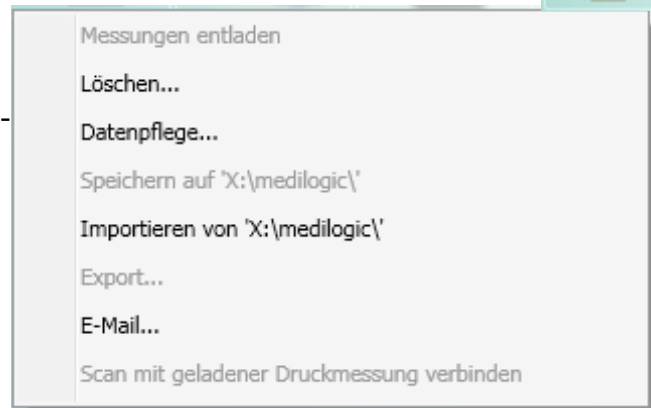 Messungen entladen
Löschen...
Datenpflege...
Speichern auf 'X:\medilogic\'
Importieren von 'X:\medilogic\'
Export...
E-Mail...
Scan mit geladener Druckmessung verbinden